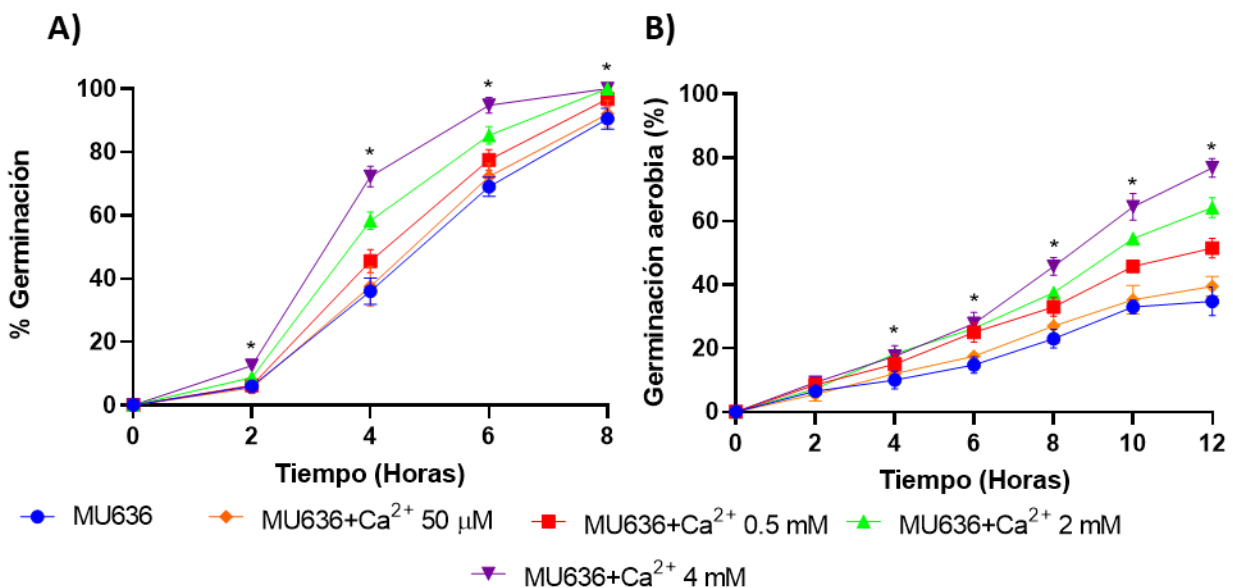 A)
% Germinación
100
80
60
40
20
0
* * * *
0 2 4 6 8
Tiempo (Horas)
B)
Germinación aerobia (%)
100
80
60
40
20
0
* * * * *
0 2 4 6 8 10 12
Tiempo (Horas)
MU636 MU636+Ca²⁺ 50 μM MU636+Ca²⁺ 0.5 mM MU636+Ca²⁺ 2 mM
MU636+Ca²⁺ 4 mM